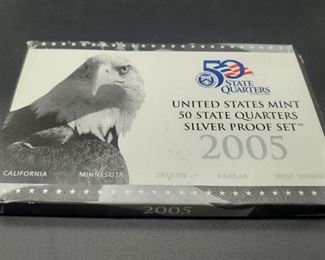 50
STATE
QUARTERS
UNITED STATES MINT
50 STATE QUARTERS
SILVER PROOF SET™
2005
CALIFORNIA MINNESOTA OREGON KANSAS WEST VIRGINIA
2005